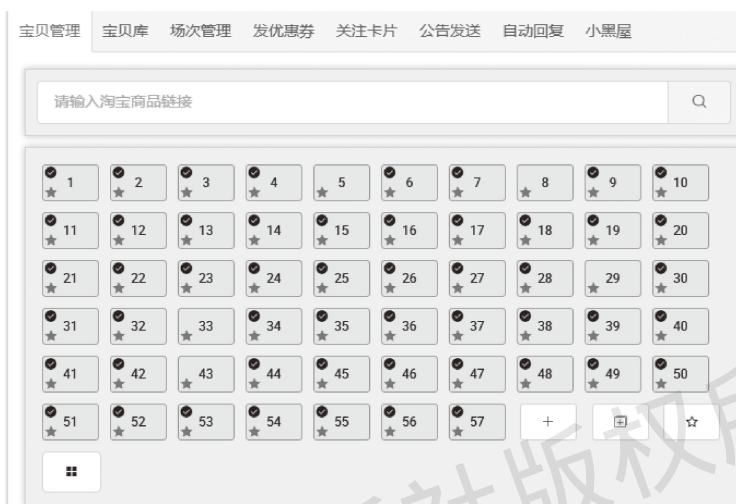 宝贝管理 宝贝库 场次管理 发优惠券 关注卡片 公告发送 自动回复 小黑屋
请输入淘宝商品链接
1 2 3 4 5 6 7 8 9 10
11 12 13 14 15 16 17 18 19 20
21 22 23 24 25 26 27 28 29 30
31 32 33 34 35 36 37 38 39 40
41 42 43 44 45 46 47 48 49 50
51 52 53 54 55 56 57
社版权所